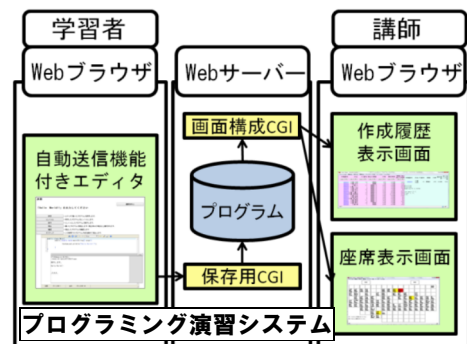 学習者
講師
Webブラウザ
Webサーバー
Webブラウザ
自動送信機能
付きエディタ
画面構成CGI
プログラム
保存用CGI
作成履歴
表示画面
座席表示画面
プログラミング演習システム